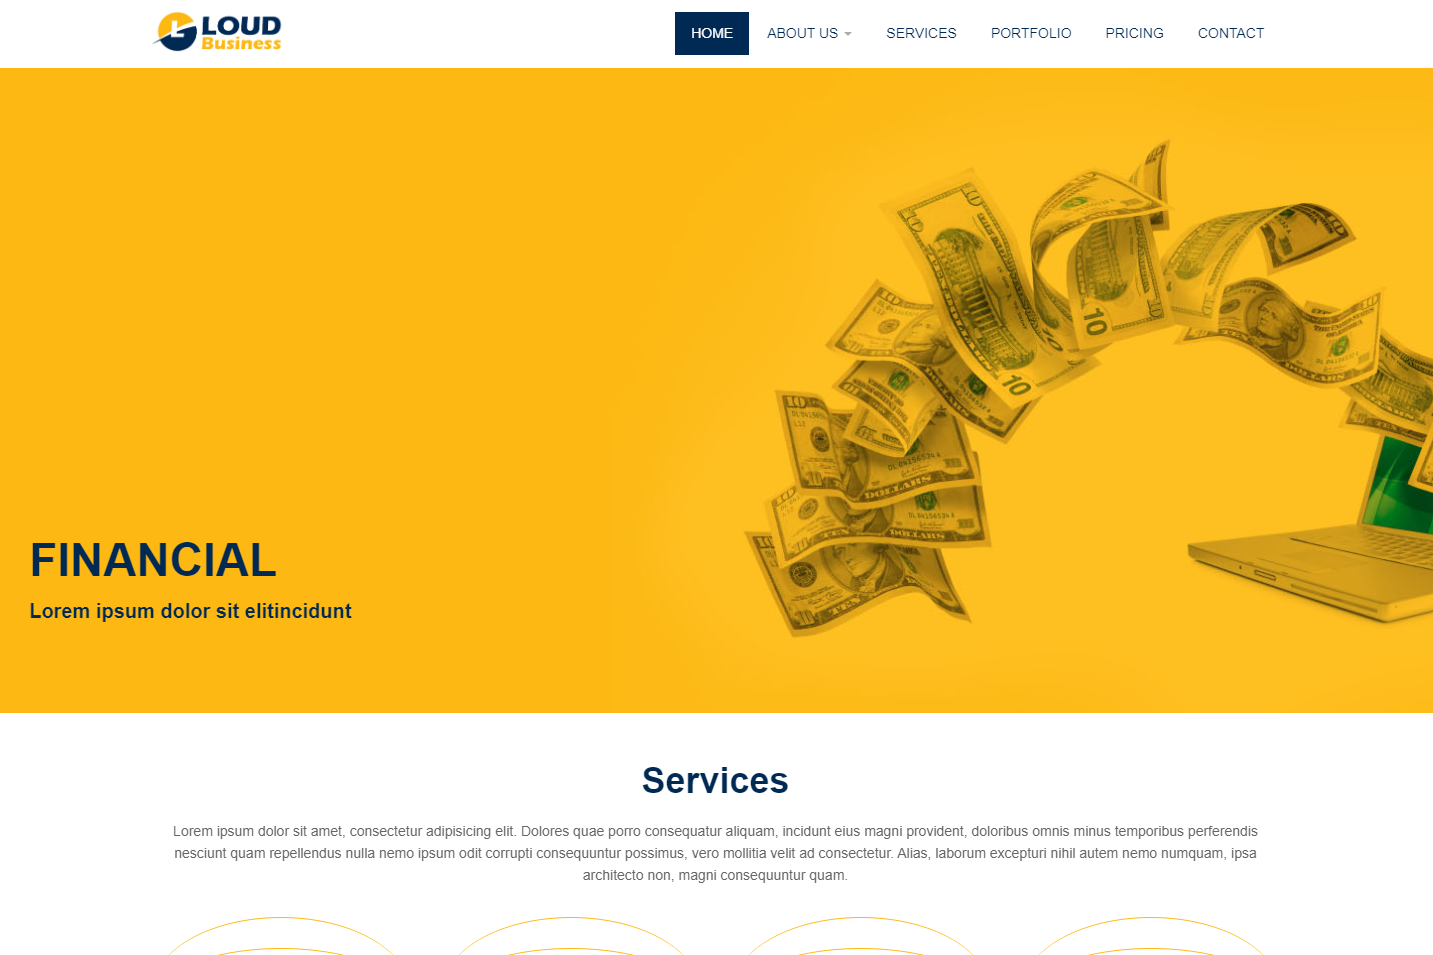 LOUD
Business
HOME ABOUT US SERVICES PORTFOLIO PRICING CONTACT
FINANCIAL
Lorem ipsum dolor sit elitincidunt
Services
Lorem ipsum dolor sit amet, consectetur adipisicing elit. Dolores quae porro consequatur aliquam, incidunt eius magni provident, doloribus omnis minus temporibus perferendis
nesciunt quam repellendus nulla nemo ipsum odit corrupti consequuntur possimus, vero mollitia velit ad consectetur. Alias, laborum excepturi nihil autem nemo numquam, ipsa
architecto non, magni consequuntur quam.